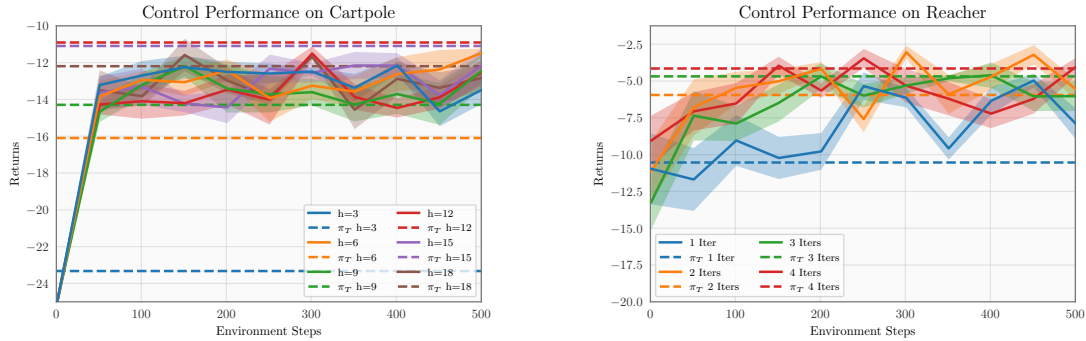 Control Performance on Cartpole
−10
−12
−14
−16
−18
−20
−22
−24
Returns
0
100
200
300
400
500
Environment Steps
h=3
π_T h=3
h=6
π_T h=6
h=9
π_T h=9
h=12
π_T h=12
h=15
π_T h=15
h=18
π_T h=18
Control Performance on Reacher
−2.5
−5.0
−7.5
−10.0
−12.5
−15.0
−17.5
−20.0
Returns
0
100
200
300
400
500
Environment Steps
1 Iter
π_T 1 Iter
2 Iters
π_T 2 Iters
3 Iters
π_T 3 Iters
4 Iters
π_T 4 Iters